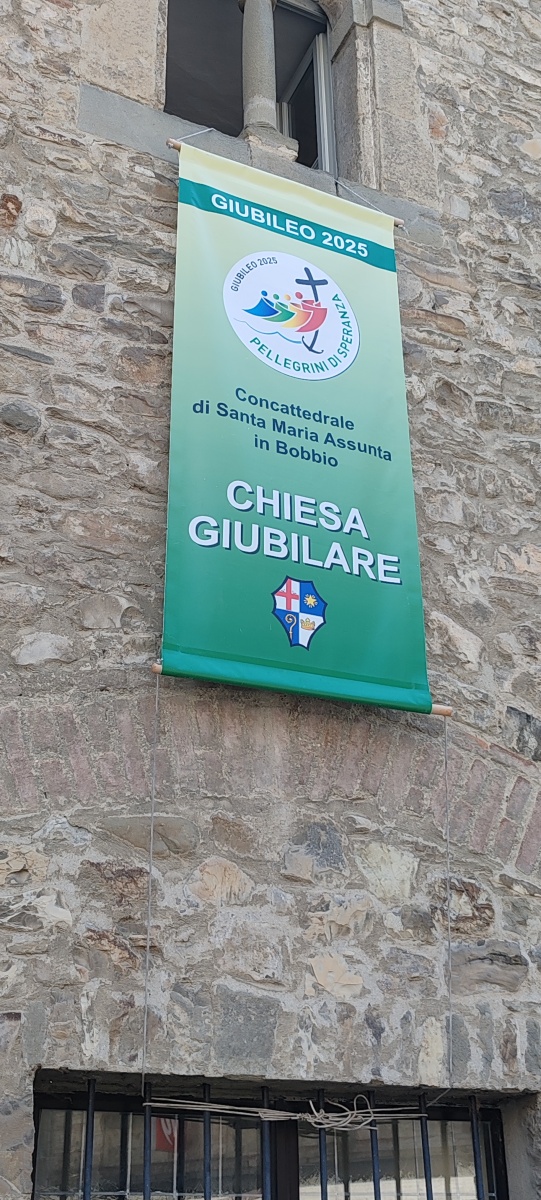 GIUBILEO 2025
GIUBILEO 2025
PELLEGRINI DI SPERANZA
Concattedrale
di Santa Maria Assunta
in Bobbio
CHIESA
GIUBILARE